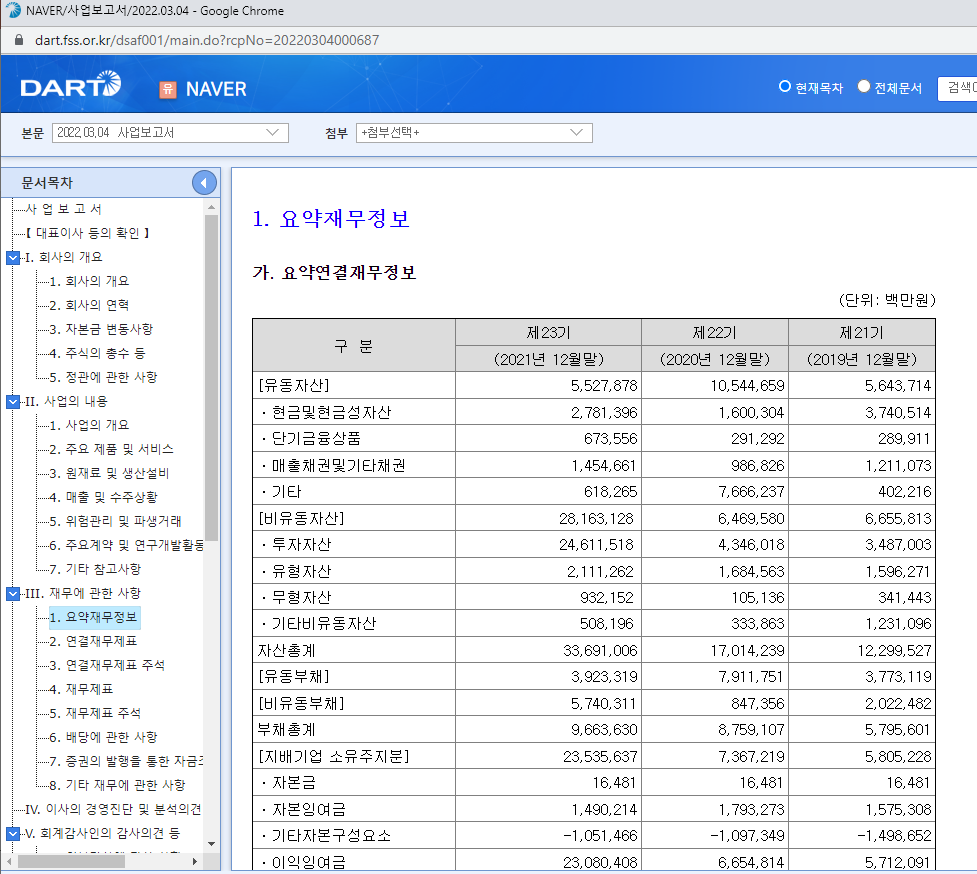 NAVER/사업보고서/2022.03.04 - Google Chrome
dart.fss.or.kr/dsaf001/main.do?rcpNo=20220304000687
DART 유 NAVER 현재목차 전체문서
본문 2022.03.04 사업보고서 첨부 +첨부선택+
문서목차
사 업 보 고 서
【 대표이사 등의 확인 】
I. 회사의 개요
1. 회사의 개요
2. 회사의 연혁
3. 자본금 변동사항
4. 주식의 총수 등
5. 정관에 관한 사항
II. 사업의 내용
1. 사업의 개요
2. 주요 제품 및 서비스
3. 원재료 및 생산설비
4. 매출 및 수주상황
5. 위험관리 및 파생거래
6. 주요계약 및 연구개발활동
7. 기타 참고사항
III. 재무에 관한 사항
1. 요약재무정보
2. 연결재무제표
3. 연결재무제표 주석
4. 재무제표
5. 재무제표 주석
6. 배당에 관한 사항
7. 증권의 발행을 통한
8. 기타 재무에 관한 사항
IV. 이사의 경영진단 및 분석의견
V. 회계감사인의 감사의견 등
1. 요약재무정보
가. 요약연결재무정보
(단위: 백만원)
구 분 제23기 제22기 제21기
(2021년 12월말) (2020년 12월말) (2019년 12월말)
[유동자산] 5,527,878 10,544,659 5,643,714
· 현금및현금성자산 2,781,396 1,600,304 3,740,514
· 단기금융상품 673,556 291,292 289,911
· 매출채권및기타채권 1,454,661 986,826 1,211,073
· 기타 618,265 7,666,237 402,216
[비유동자산] 28,163,128 6,469,580 6,655,813
· 투자자산 24,611,518 4,346,018 3,487,003
· 유형자산 2,111,262 1,684,563 1,596,271
· 무형자산 932,152 105,136 341,443
· 기타비유동자산 508,196 333,863 1,231,096
자산총계 33,691,006 17,014,239 12,299,527
[유동부채] 3,923,319 7,911,751 3,773,119
[비유동부채] 5,740,311 847,356 2,022,482
부채총계 9,663,630 8,759,107 5,795,601
[지배기업 소유주지분] 23,535,637 7,367,219 5,805,228
· 자본금 16,481 16,481 16,481
· 자본잉여금 1,490,214 1,793,273 1,575,308
· 기타자본구성요소 -1,051,466 -1,097,349 -1,498,652
· 이익잉여금 23,080,408 6,654,814 5,712,091